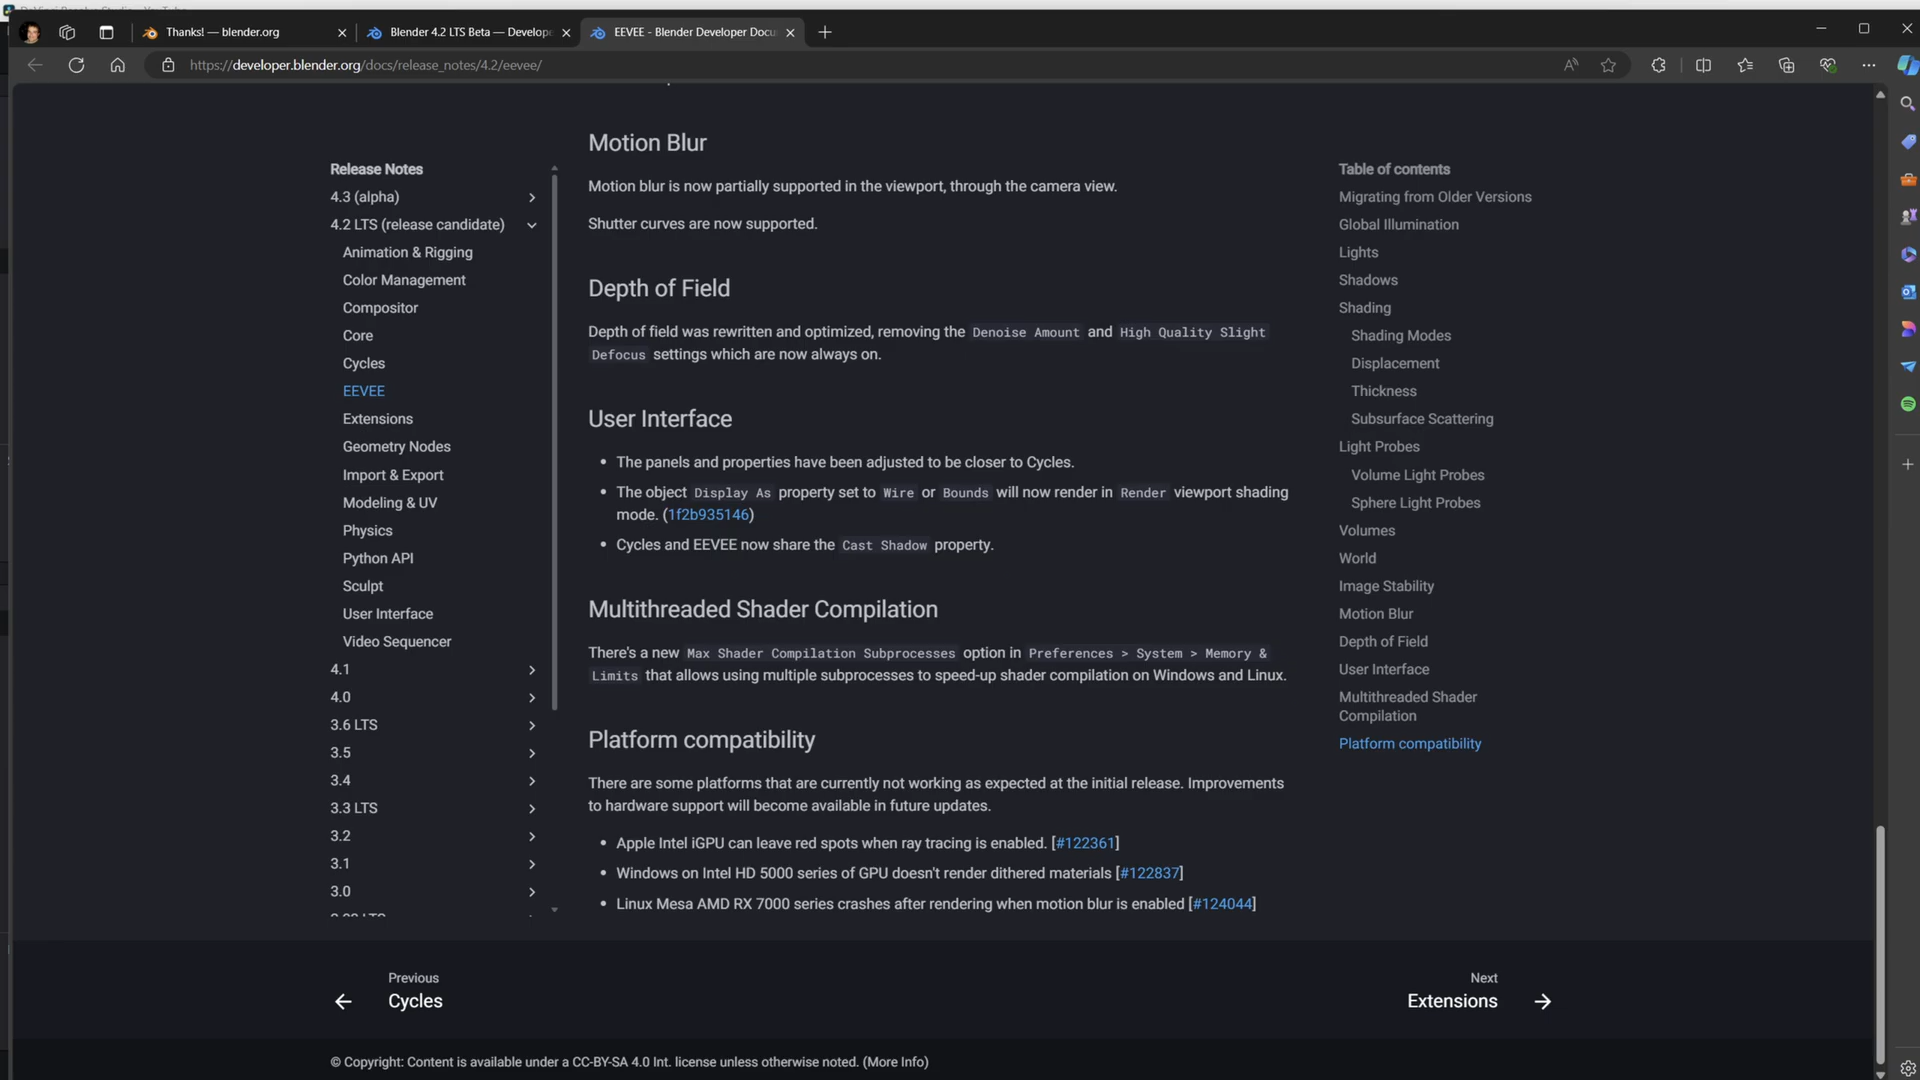 Thanks! — blender.org
Blender 4.2 LTS Beta — Develope
EEVEE - Blender Developer Docu
https://developer.blender.org/docs/release_notes/4.2/eevee/
Release Notes
4.3 (alpha)
4.2 LTS (release candidate)
Animation & Rigging
Color Management
Compositor
Core
Cycles
EEVEE
Extensions
Geometry Nodes
Import & Export
Modeling & UV
Physics
Python API
Sculpt
User Interface
Video Sequencer
4.1
4.0
3.6 LTS
3.5
3.4
3.3 LTS
3.2
3.1
3.0
Motion Blur
Motion blur is now partially supported in the viewport, through the camera view.
Shutter curves are now supported.
Depth of Field
Depth of field was rewritten and optimized, removing the Denoise Amount and High Quality Slight
Defocus settings which are now always on.
User Interface
• The panels and properties have been adjusted to be closer to Cycles.
• The object Display As property set to Wire or Bounds will now render in Render viewport shading
mode. (1f2b935146)
• Cycles and EEVEE now share the Cast Shadow property.
Multithreaded Shader Compilation
There's a new Max Shader Compilation Subprocesses option in Preferences > System > Memory &
Limits that allows using multiple subprocesses to speed-up shader compilation on Windows and Linux.
Platform compatibility
There are some platforms that are currently not working as expected at the initial release. Improvements
to hardware support will become available in future updates.
• Apple Intel iGPU can leave red spots when ray tracing is enabled. [#122361]
• Windows on Intel HD 5000 series of GPU doesn't render dithered materials [#122837]
• Linux Mesa AMD RX 7000 series crashes after rendering when motion blur is enabled [#124044]
Table of contents
Migrating from Older Versions
Global Illumination
Lights
Shadows
Shading
Shading Modes
Displacement
Thickness
Subsurface Scattering
Light Probes
Volume Light Probes
Sphere Light Probes
Volumes
World
Image Stability
Motion Blur
Depth of Field
User Interface
Multithreaded Shader
Compilation
Platform compatibility
Previous
Cycles
Next
Extensions
© Copyright: Content is available under a CC-BY-SA 4.0 Int. license unless otherwise noted. (More Info)